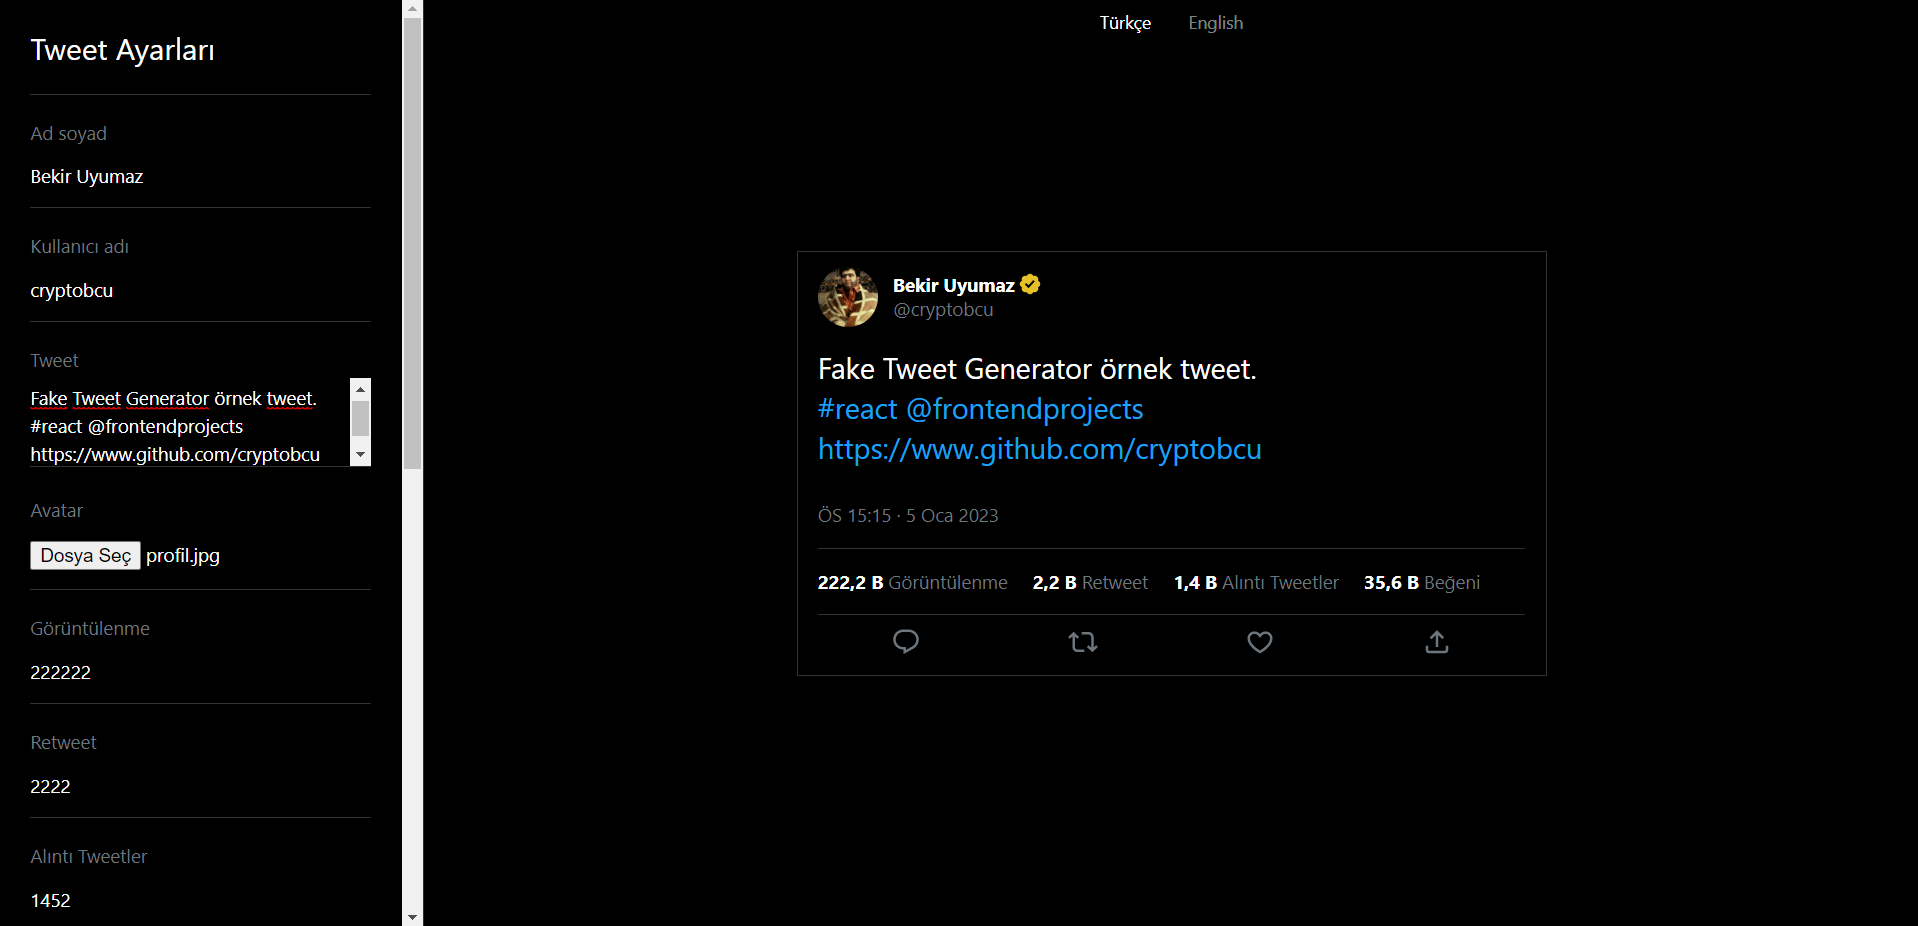 Tweet Ayarları
Ad soyad
Bekir Uyumaz
Kullanıcı adı
cryptobcu
Tweet
Fake Tweet Generator örnek tweet.
#react @frontendprojects
https://www.github.com/cryptobcu
Avatar
Dosya Seç profil.jpg
Görüntülenme
222222
Retweet
2222
Alıntı Tweetler
1452
Türkçe English
Bekir Uyumaz
@cryptobcu
Fake Tweet Generator örnek tweet.
#react @frontendprojects
https://www.github.com/cryptobcu
ÖS 15:15 · 5 Oca 2023
222,2 B Görüntülenme 2,2 B Retweet 1,4 B Alıntı Tweetler 35,6 B Beğeni